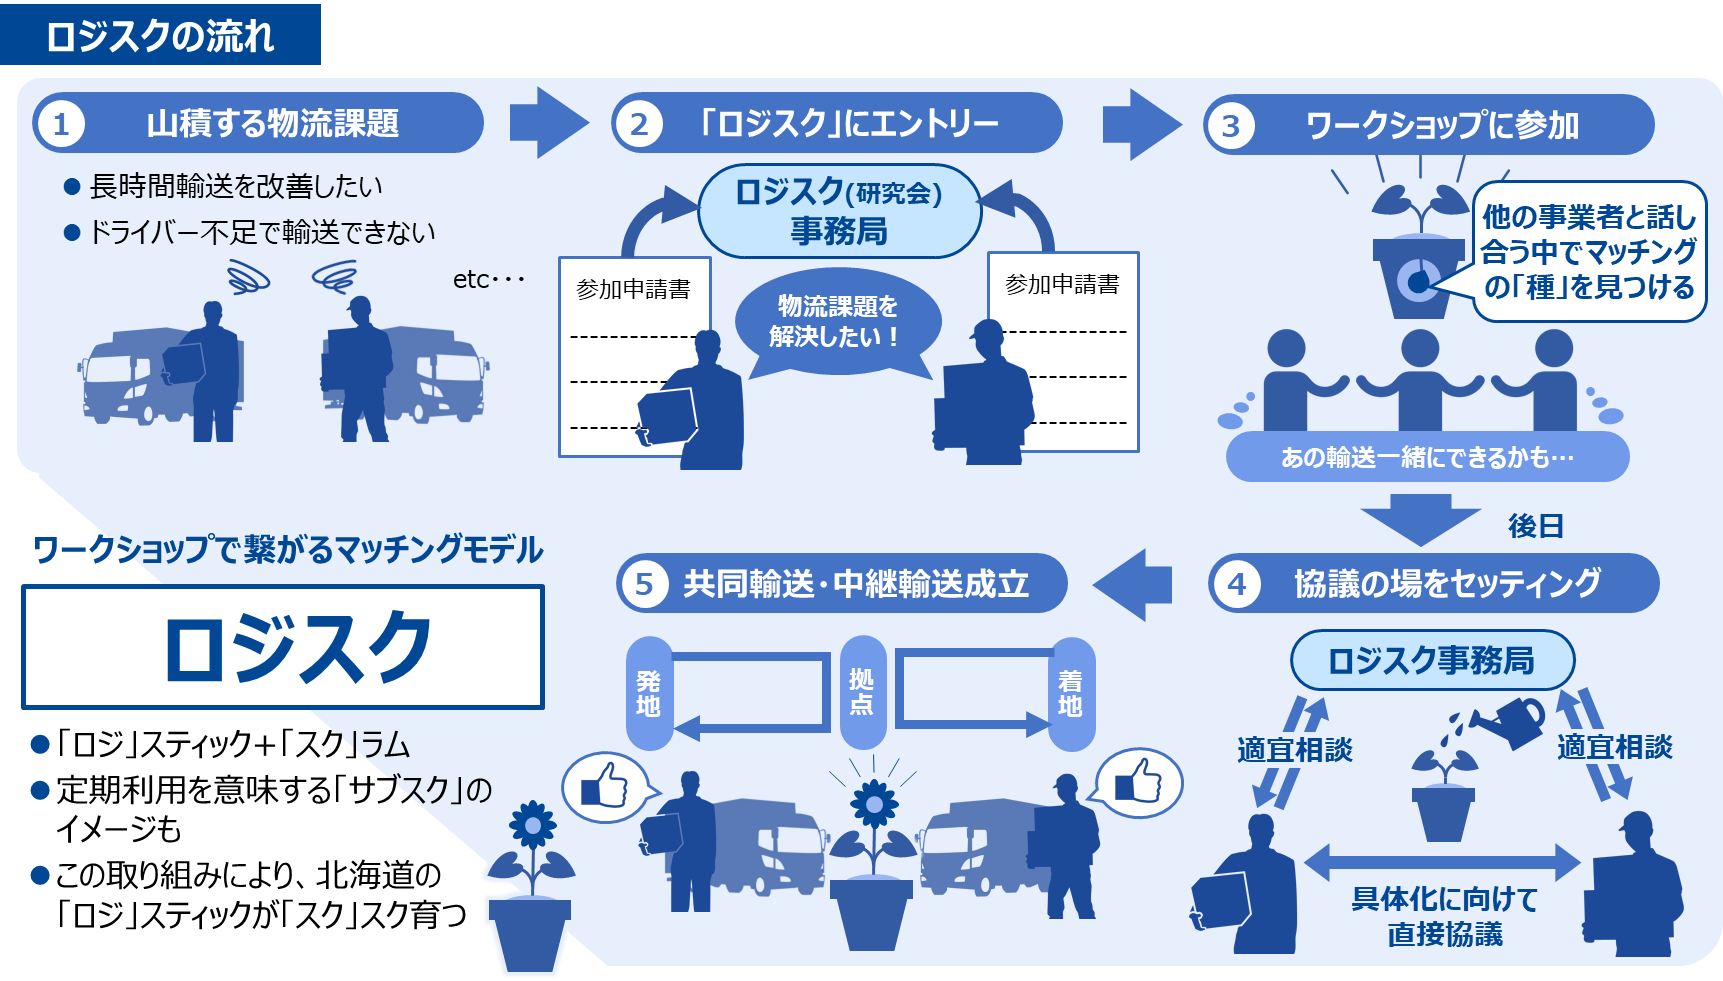 ロジスクの流れ
1 山積する物流課題
● 長時間輸送を改善したい
● ドライバー不足で輸送できない
etc･･･
2 「ロジスク」にエントリー
ロジスク(研究会)
事務局
参加申請書
参加申請書
物流課題を
解決したい！
3 ワークショップに参加
他の事業者と話し
合う中でマッチング
の「種」を見つける
あの輸送一緒にできるかも…
後日
4 協議の場をセッティング
ロジスク事務局
適宜相談
適宜相談
具体化に向けて
直接協議
5 共同輸送・中継輸送成立
発地
拠点
着地
ワークショップで繋がるマッチングモデル
ロジスク
● 「ロジ」スティック＋「スク」ラム
● 定期利用を意味する「サブスク」の
イメージも
● この取り組みにより、北海道の
「ロジ」スティックが「スク」スク育つ